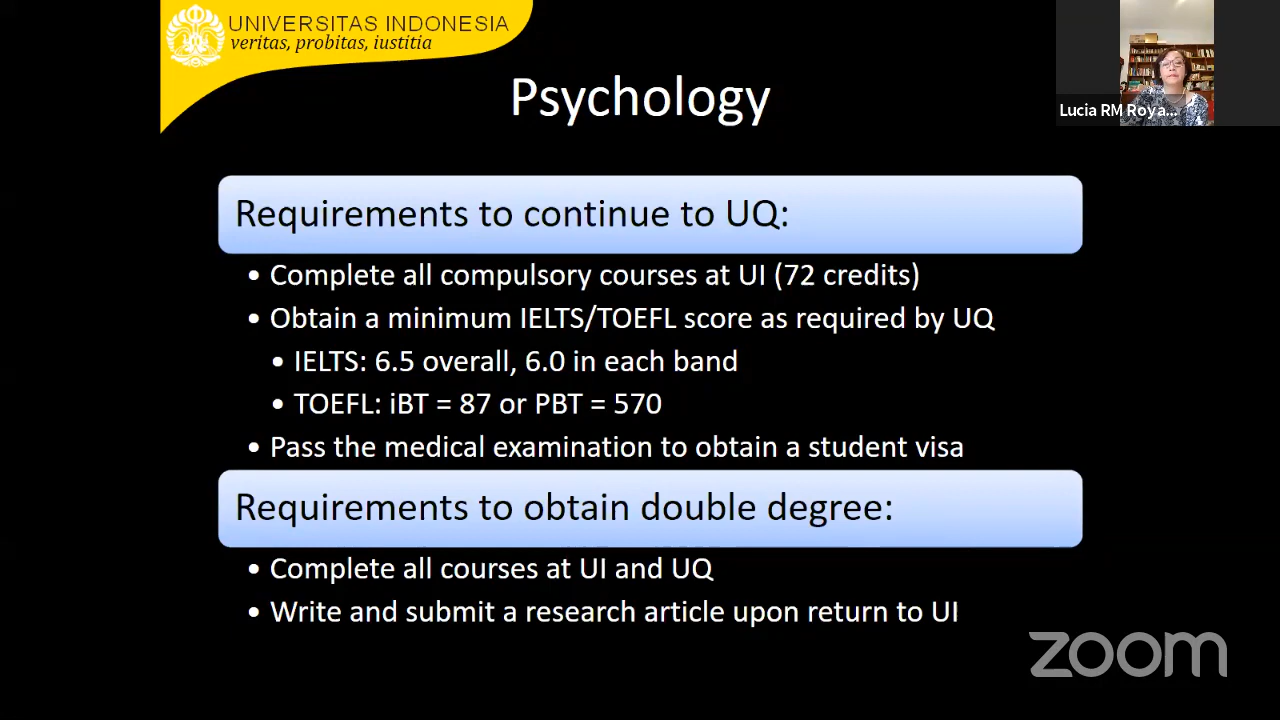 UNIVERSITAS INDONESIA
veritas, probitas, iustitia
Lucia RM Roya...
Psychology
Requirements to continue to UQ:
• Complete all compulsory courses at UI (72 credits)
• Obtain a minimum IELTS/TOEFL score as required by UQ
• IELTS: 6.5 overall, 6.0 in each band
• TOEFL: iBT = 87 or PBT = 570
• Pass the medical examination to obtain a student visa
Requirements to obtain double degree:
• Complete all courses at UI and UQ
• Write and submit a research article upon return to UI
zoom